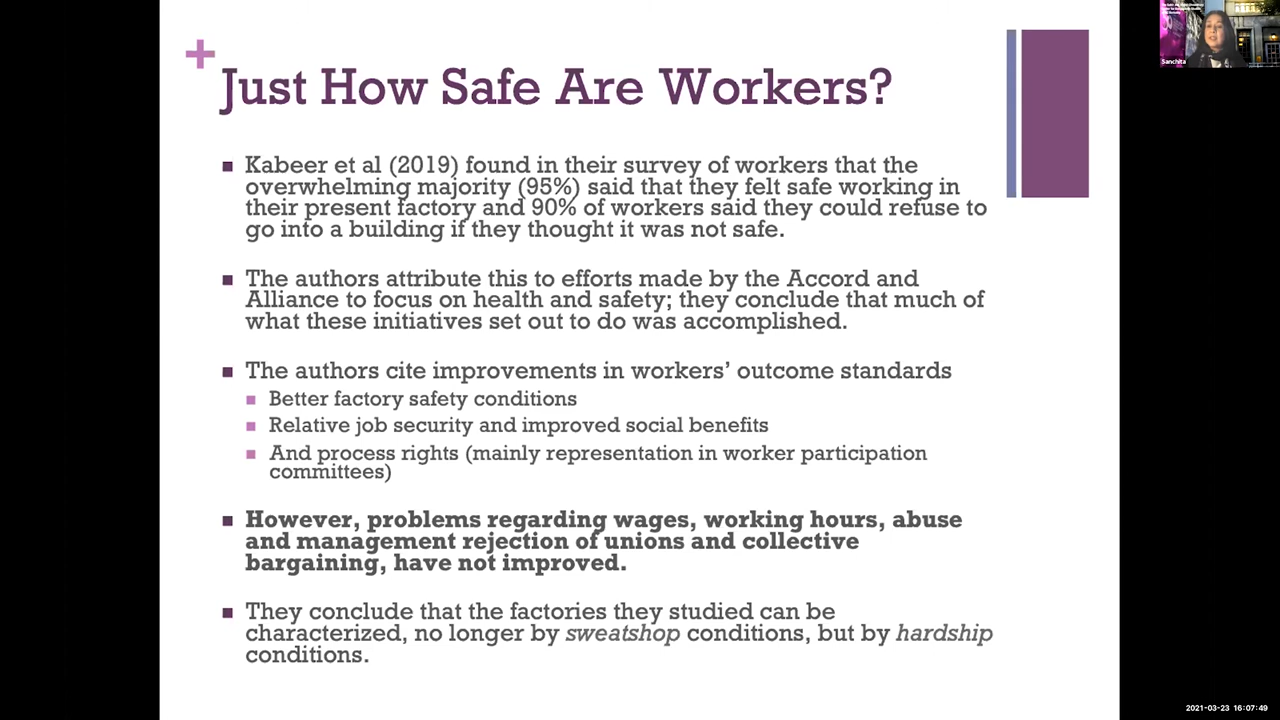 +
Just How Safe Are Workers?
Kabeer et al (2019) found in their survey of workers that the
overwhelming majority (95%) said that they felt safe working in
their present factory and 90% of workers said they could refuse to
go into a building if they thought it was not safe.
The authors attribute this to efforts made by the Accord and
Alliance to focus on health and safety; they conclude that much of
what these initiatives set out to do was accomplished.
The authors cite improvements in workers’ outcome standards
Better factory safety conditions
Relative job security and improved social benefits
And process rights (mainly representation in worker participation
committees)
However, problems regarding wages, working hours, abuse
and management rejection of unions and collective
bargaining, have not improved.
They conclude that the factories they studied can be
characterized, no longer by sweatshop conditions, but by hardship
conditions.
Sanchita
2021-03-23 16:07:49